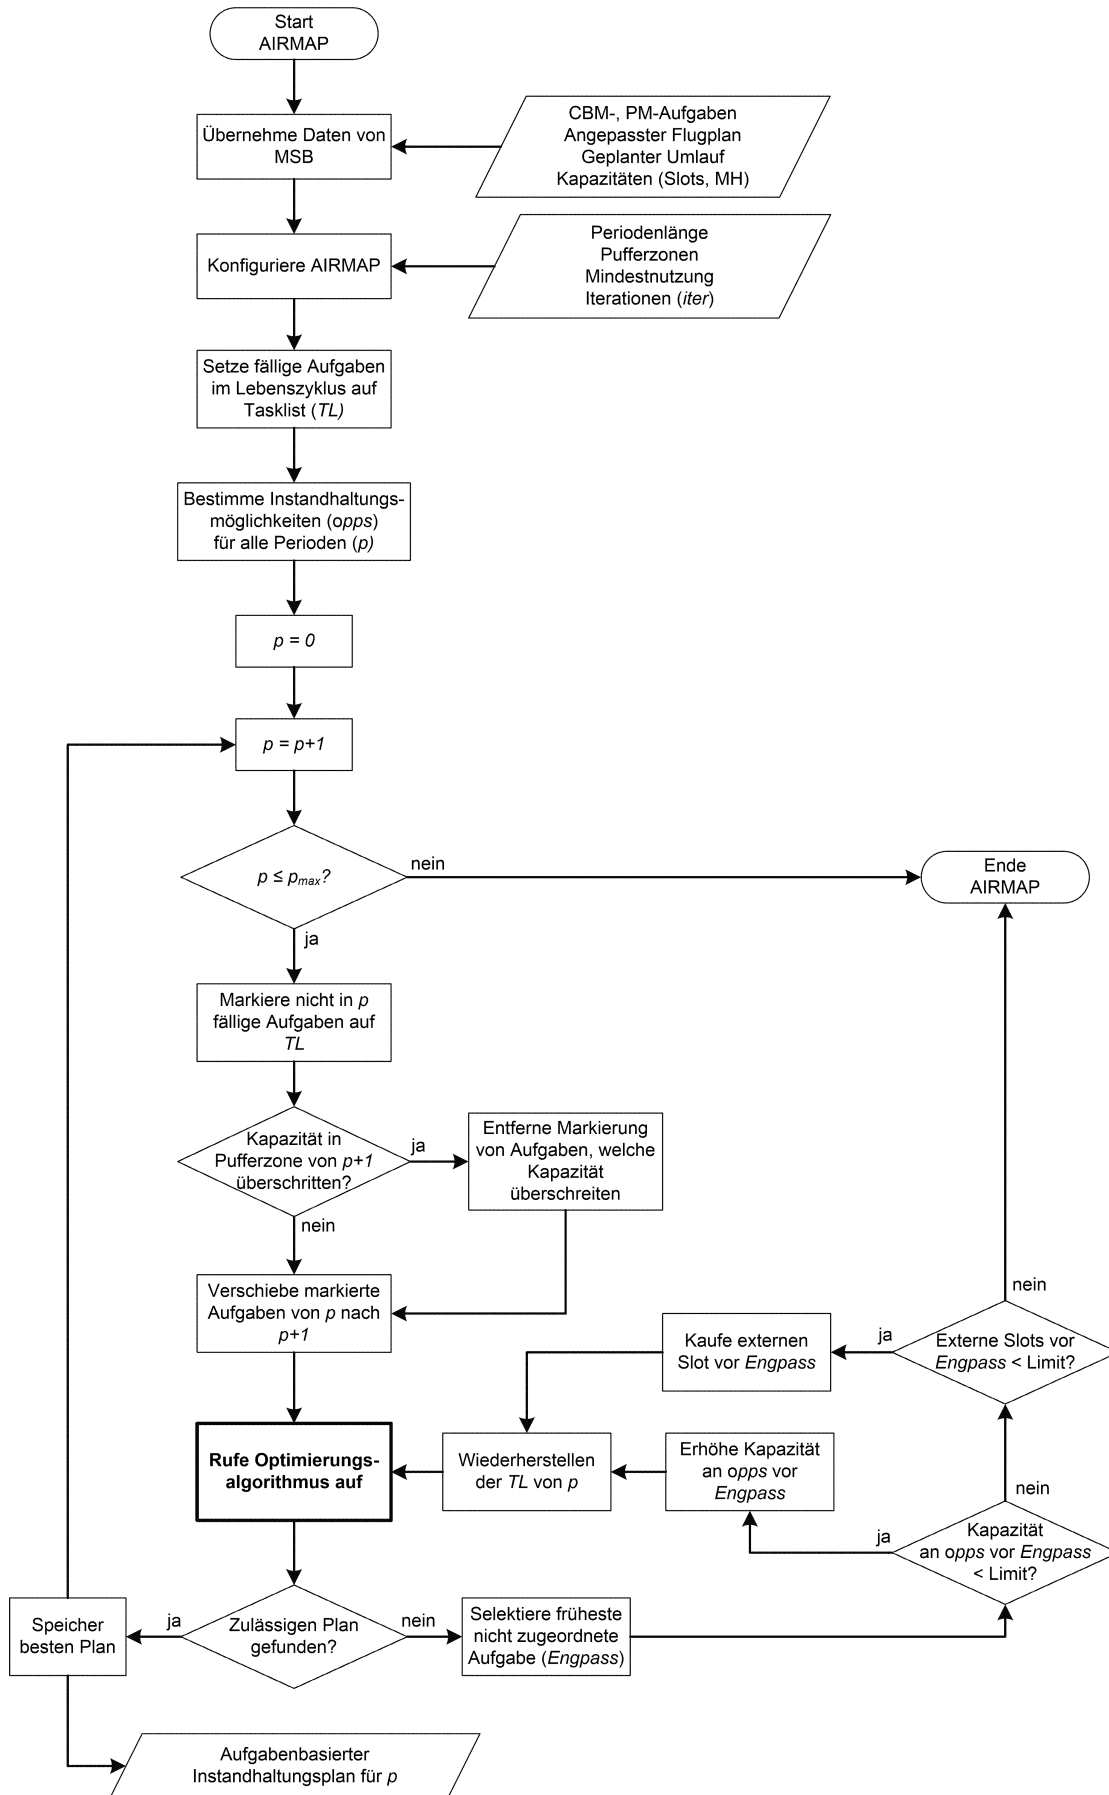 Start
AIRMAP
Übernehme Daten von
MSB
CBM-, PM-Aufgaben
Angepasster Flugplan
Geplanter Umlauf
Kapazitäten (Slots, MH)
Konfiguriere AIRMAP
Periodenlänge
Pufferzonen
Mindestnutzung
Iterationen (iter)
Setze fällige Aufgaben
im Lebenszyklus auf
Tasklist (TL)
Bestimme Instandhaltungs-
möglichkeiten (opps)
für alle Perioden (p)
p = 0
p = p+1
p ≤ pmax?
nein
ja
Ende
AIRMAP
Markiere nicht in p
fällige Aufgaben auf
TL
Kapazität in
Pufferzone von p+1
überschritten?
ja
nein
Entferne Markierung
von Aufgaben, welche
Kapazität
überschreiten
Verschiebe markierte
Aufgaben von p nach
p+1
nein
Externe Slots vor
Engpass < Limit?
ja
Kaufe externen
Slot vor Engpass
Rufe Optimierungs-
algorithmus auf
Wiederherstellen
der TL von p
Erhöhe Kapazität
an opps vor
Engpass
nein
Kapazität
an opps vor Engpass
< Limit?
ja
Zulässigen Plan
gefunden?
ja
nein
Speicher
besten Plan
Selektiere früheste
nicht zugeordnete
Aufgabe (Engpass)
Aufgabenbasierter
Instandhaltungsplan für p